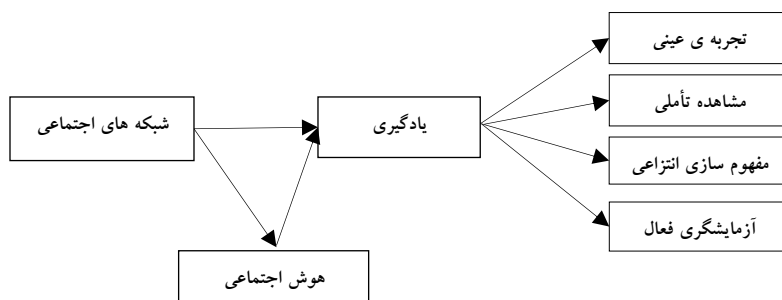 تجربه ی عینی
مشاهده تأملی
شبکه های اجتماعی
یادگیری
مفهوم سازی انتزاعی
آزمایشگری فعال
هوش اجتماعی